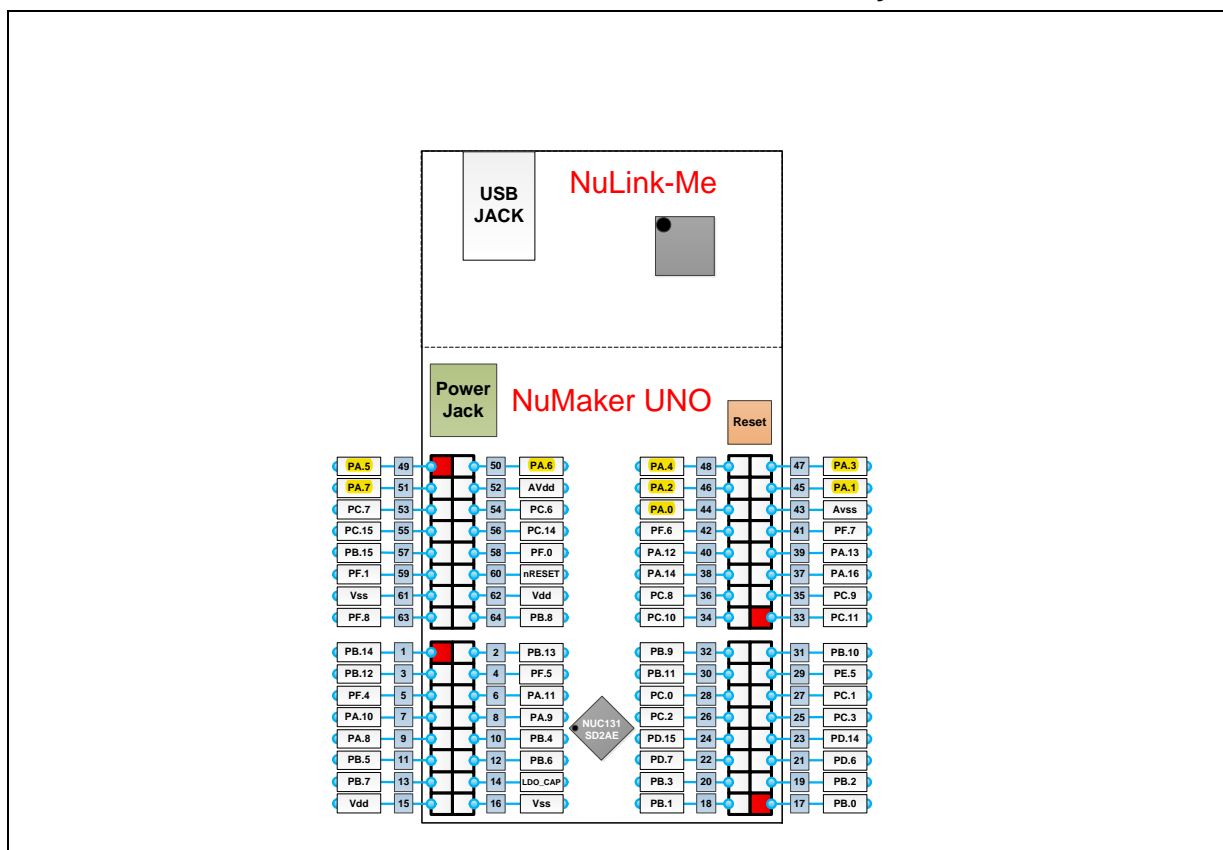 NuLink-Me
USB
JACK
Power
Jack
NuMaker UNO
Reset
PA.5 49 50 PA.6 PA.4 48 47 PA.3
PA.7 51 52 AVdd PA.2 46 45 PA.1
PC.7 53 54 PC.6 PA.0 44 43 Avss
PC.15 55 56 PC.14 PF.6 42 41 PF.7
PB.15 57 58 PF.0 PA.12 40 39 PA.13
PF.1 59 60 nRESET PA.14 38 37 PA.16
Vss 61 62 Vdd PC.8 36 35 PC.9
PF.8 63 64 PB.8 PC.10 34 33 PC.11
PB.14 1 2 PB.13 PB.9 32 31 PB.10
PB.12 3 4 PF.5 PB.11 30 29 PE.5
PF.4 5 6 PA.11 PC.0 28 27 PC.1
PA.10 7 8 PA.9 PC.2 26 25 PC.3
PA.8 9 10 PB.4 PD.15 24 23 PD.14
PB.5 11 12 PB.6 PD.7 22 21 PD.6
PB.7 13 14 LDO_CAP PB.3 20 19 PB.2
Vdd 15 16 Vss PB.1 18 17 PB.0
NUC131
SD2AE